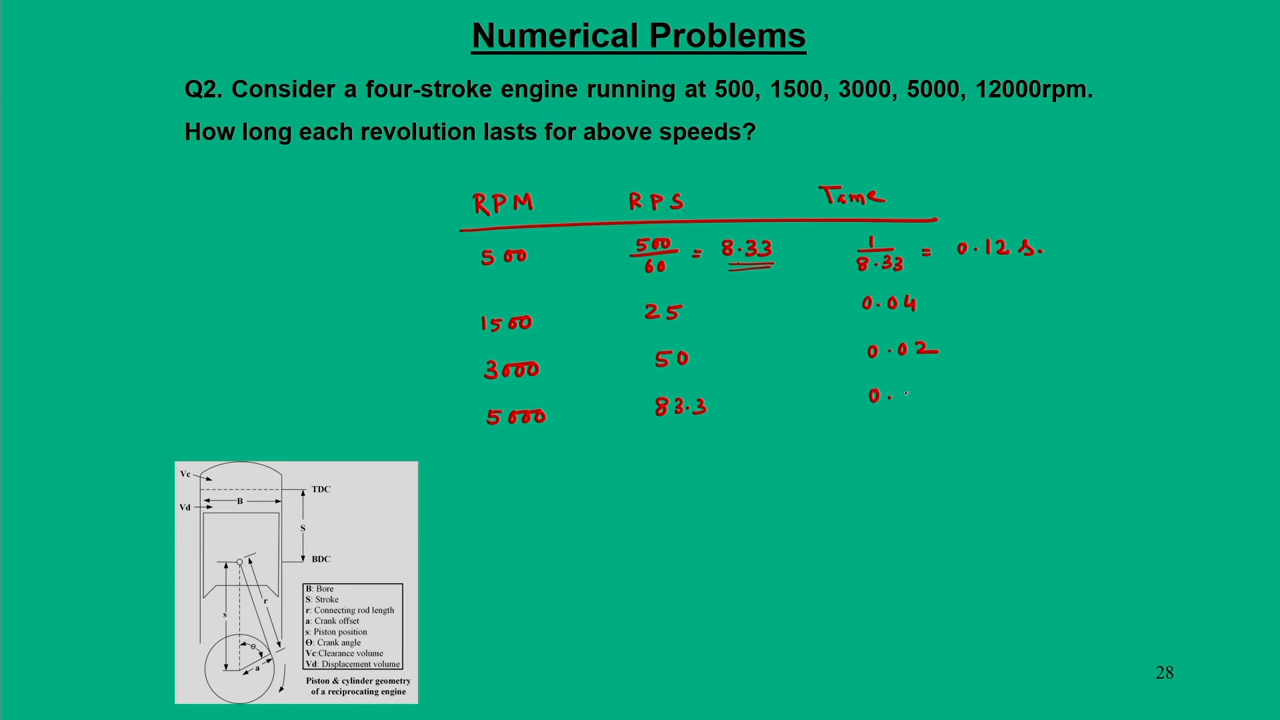 Numerical Problems
Q2. Consider a four-stroke engine running at 500, 1500, 3000, 5000, 12000rpm.
How long each revolution lasts for above speeds?
RPM RPS Time
500 500/60 = 8.33 1/8.33 = 0.12 s.
1500 25 0.04
3000 50 0.02
5000 83.3 0.
Vc
TDC
B
Vd
S
BDC
r
s
Θ
a
B: Bore
S: Stroke
r: Connecting rod length
a: Crank offset
s: Piston position
Θ: Crank angle
Vc:Clearance volume
Vd: Displacement volume
Piston & cylinder geometry
of a reciprocating engine
28